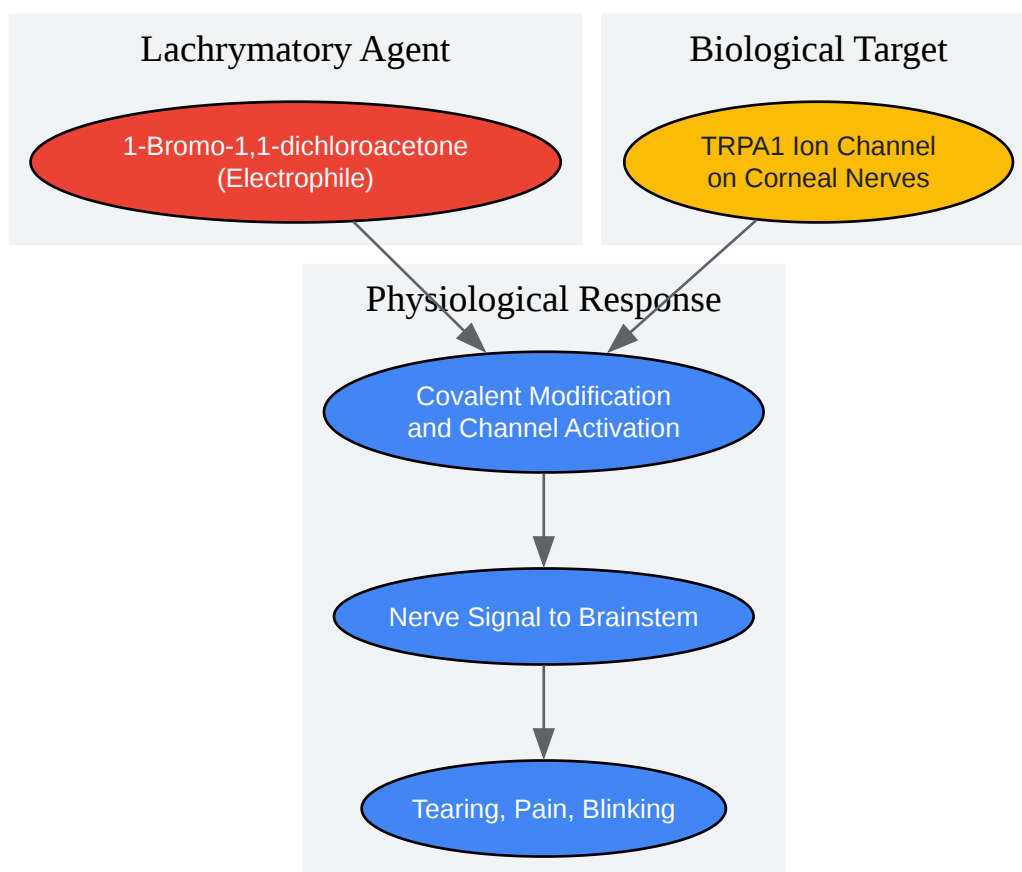 Lachrymatory Agent
Biological Target
1-Bromo-1,1-dichloroacetone
(Electrophile)
TRPA1 Ion Channel
on Corneal Nerves
Physiological Response
Covalent Modification
and Channel Activation
Nerve Signal to Brainstem
Tearing, Pain, Blinking